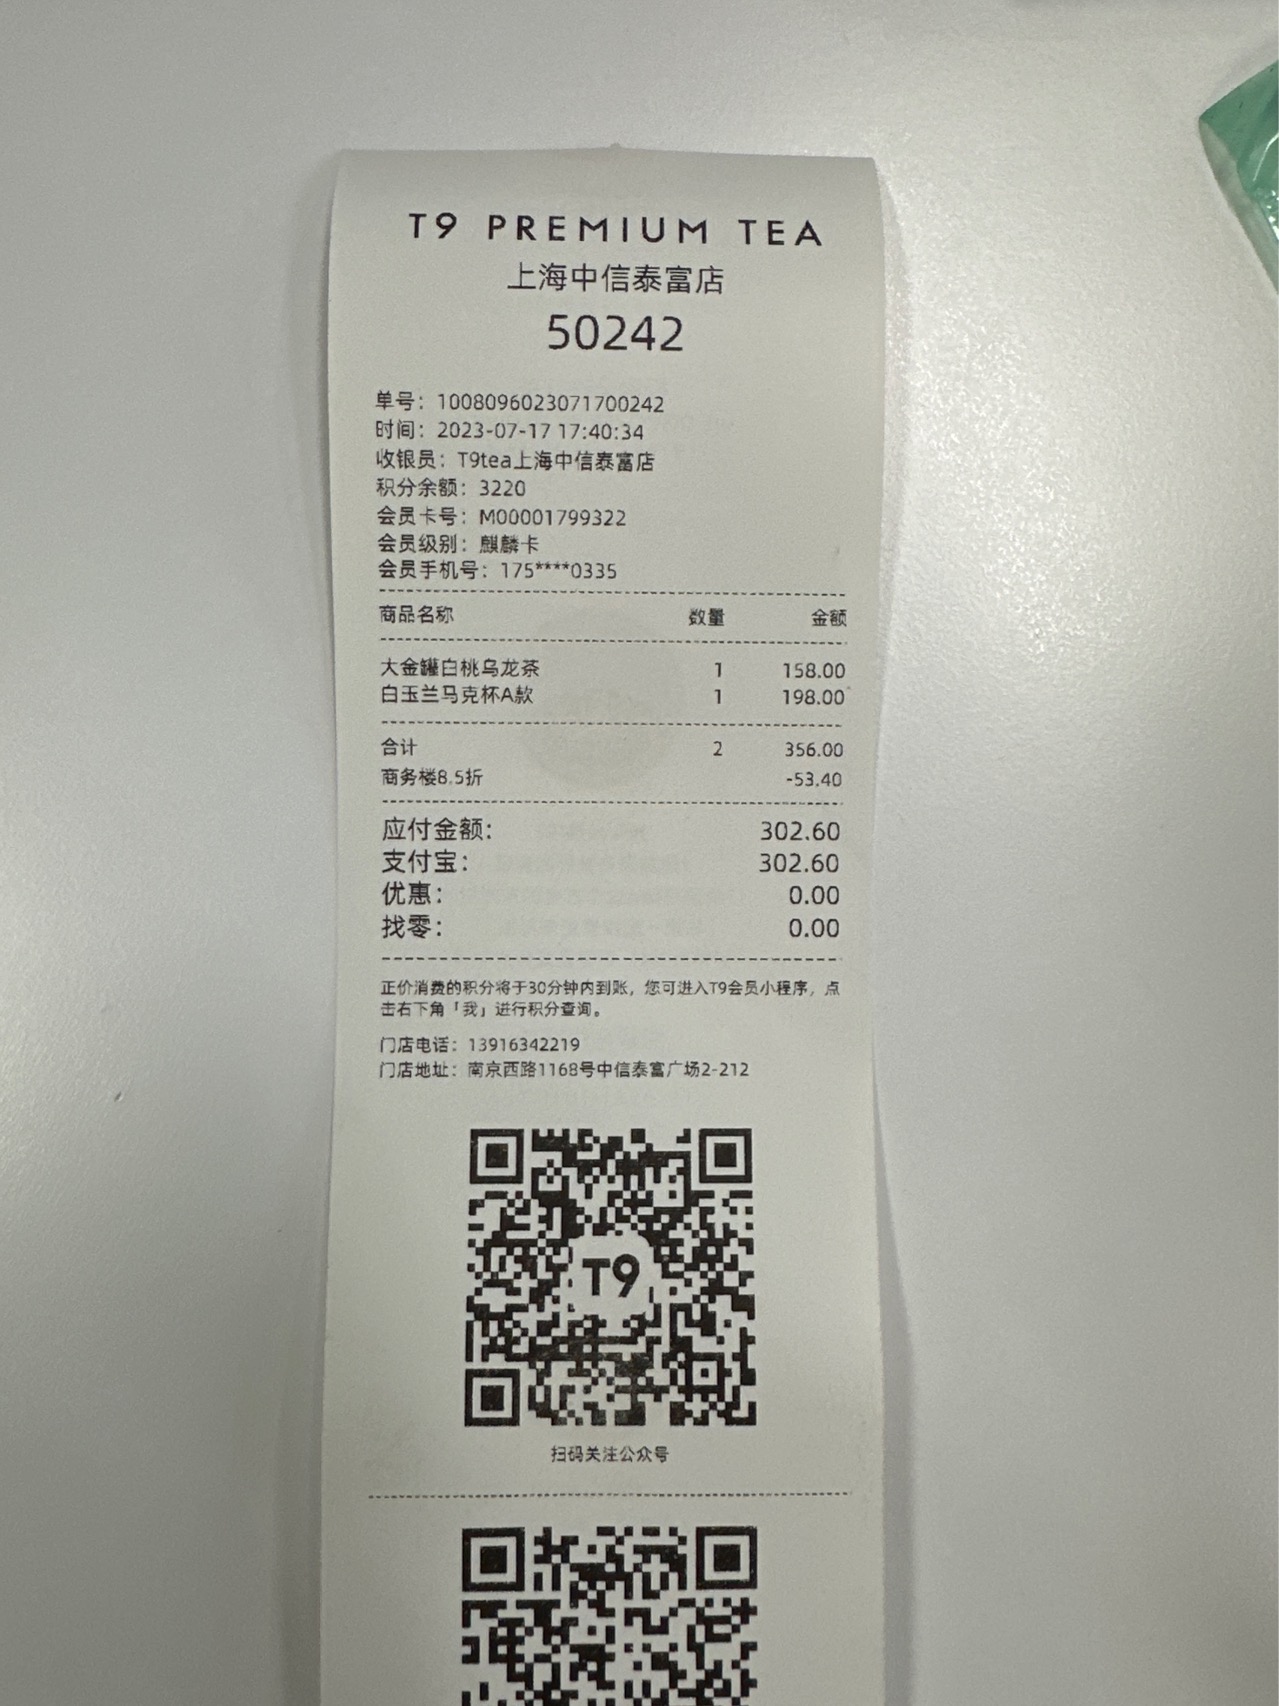 T9 PREMIUM TEA
上海中信泰富店
50242
单号：1008096023071700242
时间：2023-07-17 17:40:34
收银员：T9tea上海中信泰富店
积分余额：3220
会员卡号：M00001799322
会员级别：麒麟卡
会员手机号：175****0335
商品名称 数量 金额
大金罐白桃乌龙茶 1 158.00
白玉兰马克杯A款 1 198.00
合计 2 356.00
商务楼8.5折 -53.40
应付金额： 302.60
支付宝： 302.60
优惠： 0.00
找零： 0.00
正价消费的积分将于30分钟内到账，您可进入T9会员小程序，点
击右下角「我」进行积分查询。
门店电话：13916342219
门店地址：南京西路1168号中信泰富广场2-212
T9
扫码关注公众号